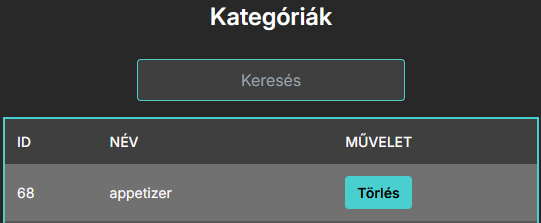 Kategóriák
Keresés
ID NÉV MŰVELET
68 appetizer Törlés